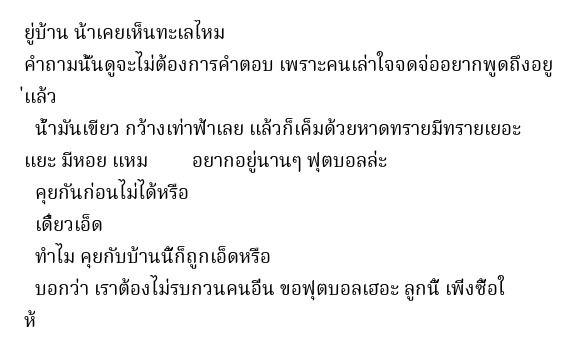 ยู่บ้าน น้าเคยเห็นทะเลไหม
คำถามนั้นดูจะไม่ต้องการคำตอบ เพราะคนเล่าใจจดจ่ออยากพูดถึงอยู
่แล้ว
น้ำมันเขียว กว้างเท่าฟ้าเลย แล้วก็เค็มด้วยหาดทรายมีทรายเยอะ
แยะ มีหอย แหม อยากอยู่นานๆ ฟุตบอลล่ะ
คุยกันก่อนไม่ได้หรือ
เดี๋ยวเอ็ด
ทำไม คุยกับบ้านนี้ก็ถูกเอ็ดหรือ
บอกว่า เราต้องไม่รบกวนคนอื่น ขอฟุตบอลเฮอะ ลูกนี้ เพิ่งซื้อใ
ห้